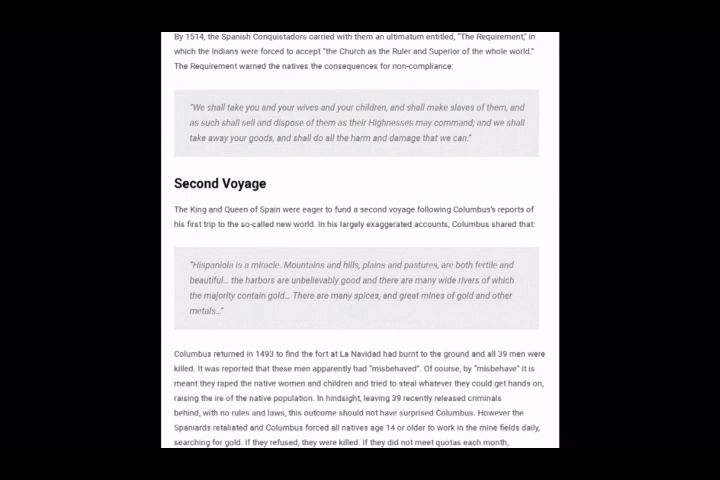 By 1514, the Spanish Conquistadors carried with them an ultimatum entitled, "The Requirement," in
which the Indians were forced to accept "the Church as the Ruler and Superior of the whole world."
The Requirement warned the natives the consequences for non-compliance:
"We shall take you and your wives and your children, and shall make slaves of them, and
as such shall sell and dispose of them as their Highnesses may command; and we shall
take away your goods, and shall do all the harm and damage that we can."
Second Voyage
The King and Queen of Spain were eager to fund a second voyage following Columbus's reports of
his first trip to the so-called new world. In his largely exaggerated accounts, Columbus shared that:
"Hispaniola is a miracle. Mountains and hills, plains and pastures, are both fertile and
beautiful... the harbors are unbelievably good and there are many wide rivers of which
the majority contain gold... There are many spices, and great mines of gold and other
metals..."
Columbus returned in 1493 to find the fort at La Navidad had burnt to the ground and all 39 men were
killed. It was reported that these men apparently had "misbehaved". Of course, by "misbehave" it is
meant they raped the native women and children and tried to steal whatever they could get hands on,
raising the ire of the native population. In hindsight, leaving 39 recently released criminals
behind, with no rules and laws, this outcome should not have surprised Columbus. However the
Spaniards retaliated and Columbus forced all natives age 14 or older to work in the mine fields daily,
searching for gold. If they refused, they were killed. If they did not meet quotas each month,